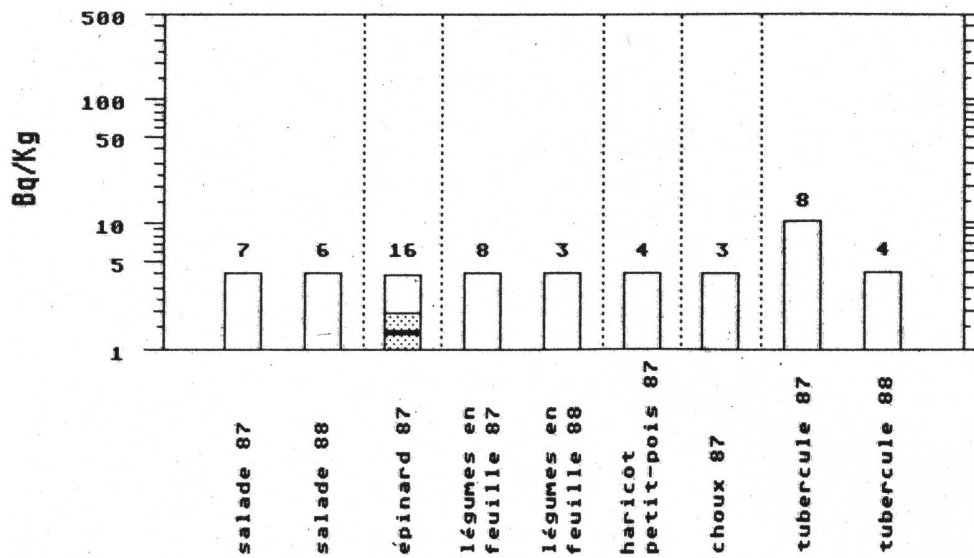 500
100
50
10
5
1
Bq/Kg
7
6
16
8
3
4
3
8
4
salade 87
salade 88
épinard 87
légumes en
feuille 87
légumes en
feuille 88
haricot
petit-pois 87
choux 87
tubercule 87
tubercule 88